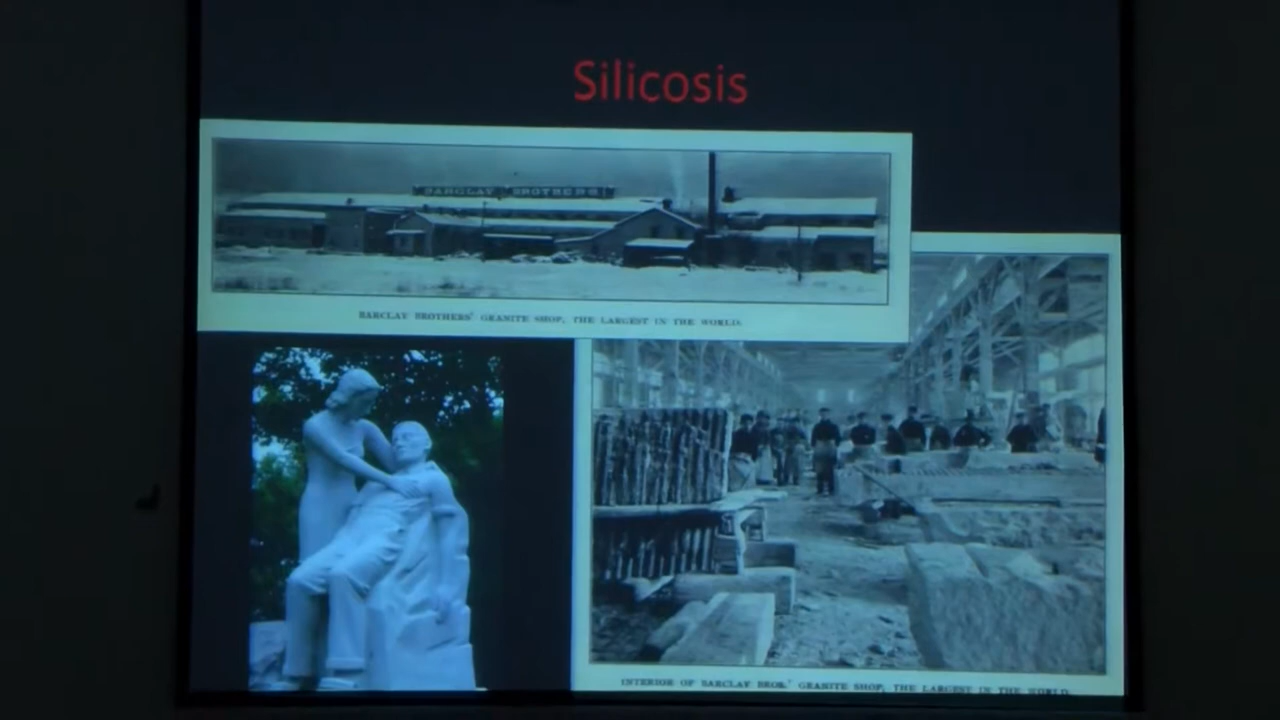 Silicosis
BARCLAY BROTHERS
BARCLAY BROTHERS' GRANITE SHOP, THE LARGEST IN THE WORLD.
INTERIOR OF BARCLAY BROS.' GRANITE SHOP, THE LARGEST IN THE WORLD.